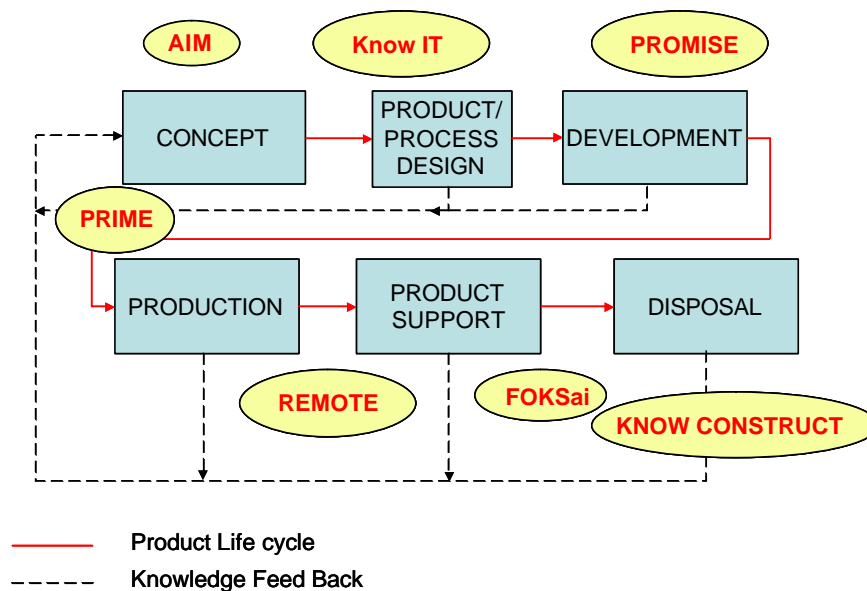 AIM
Know IT
PROMISE
CONCEPT
PRODUCT/
PROCESS
DESIGN
DEVELOPMENT
PRIME
PRODUCTION
PRODUCT
SUPPORT
DISPOSAL
REMOTE
FOKSai
KNOW CONSTRUCT
Product Life cycle
Knowledge Feed Back